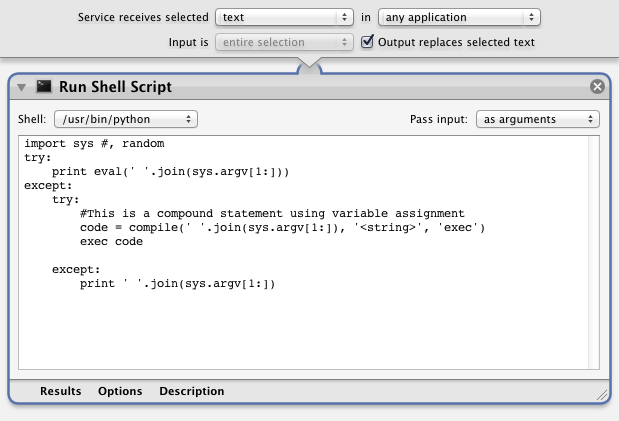 Service receives selected text in any application
Input is entire selection Output replaces selected text
Run Shell Script
Shell: /usr/bin/python Pass input: as arguments
import sys #, random
try:
    print eval(' '.join(sys.argv[1:]))
except:
    try:
        #This is a compound statement using variable assignment
        code = compile(' '.join(sys.argv[1:]), '<string>', 'exec')
        exec code
    except:
        print ' '.join(sys.argv[1:])
Results Options Description